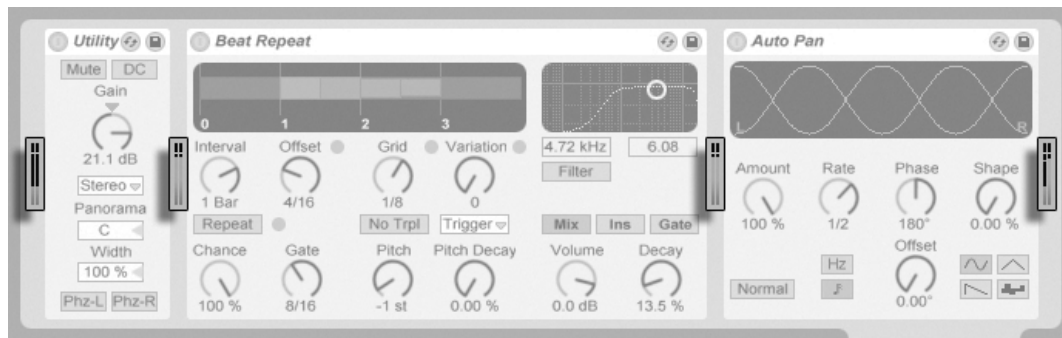 Utility
Mute DC
Gain
21.1 dB
Stereo
Panorama
C
Width
100 %
Phz-L Phz-R
Beat Repeat
0 1 2 3
Interval Offset Grid Variation
1 Bar 4/16 1/8 0
Repeat No Trpl Trigger
Chance Gate Pitch Pitch Decay
100 % 8/16 -1 st 0.00 %
4.72 kHz 6.08
Filter
Mix Ins Gate
Volume Decay
0.0 dB 13.5 %
Auto Pan
L R
Amount Rate Phase Shape
100 % 1/2 180° 0.00 %
Offset
Hz
Normal
0.00°